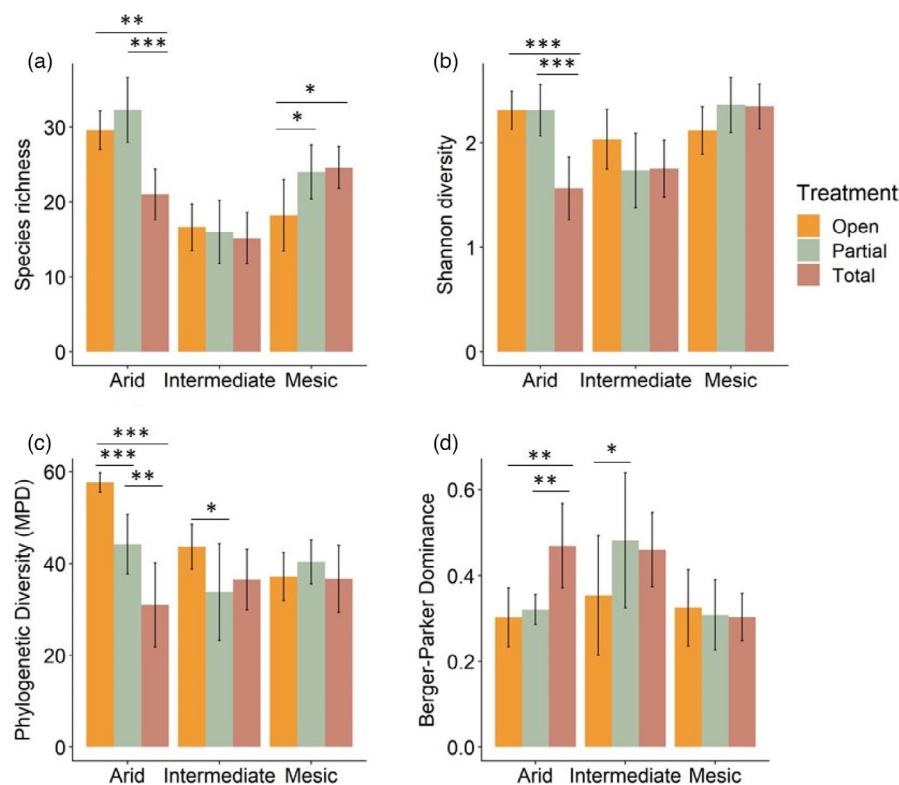 (a)
**
***
*
*
Species richness
30
20
10
0
Arid Intermediate Mesic
(b)
***
***
Shannon diversity
2
1
0
Arid Intermediate Mesic
Treatment
Open
Partial
Total
(c)
***
***
**
*
Phylogenetic Diversity (MPD)
60
40
20
0
Arid Intermediate Mesic
(d)
**
**
*
Berger-Parker Dominance
0.6
0.4
0.2
0.0
Arid Intermediate Mesic